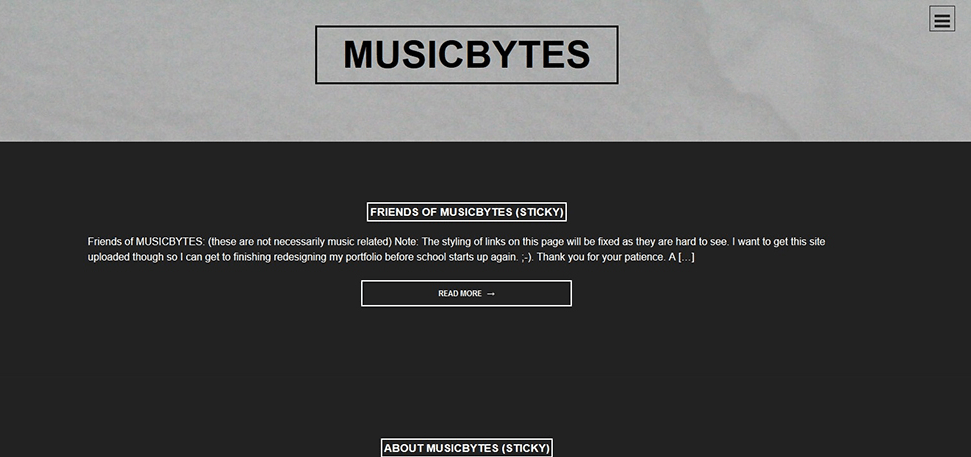 MUSICBYTES
FRIENDS OF MUSICBYTES (STICKY)
Friends of MUSICBYTES: (these are not necessarily music related) Note: The styling of links on this page will be fixed as they are hard to see. I want to get this site
uploaded though so I can get to finishing redesigning my portfolio before school starts up again. ;-). Thank you for your patience. A [...]
READ MORE →
ABOUT MUSICBYTES (STICKY)